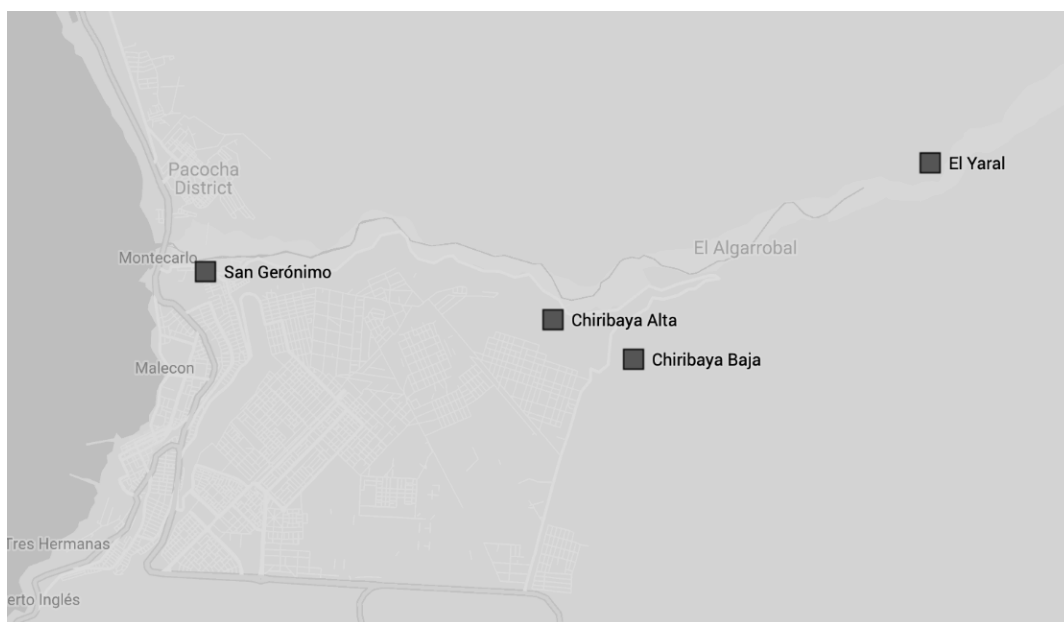 El Yaral
Pacocha
District
El Algarrobal
Montecarlo
San Gerónimo
Chiribaya Alta
Chiribaya Baja
Malecon
Tres Hermanas
erto Inglés